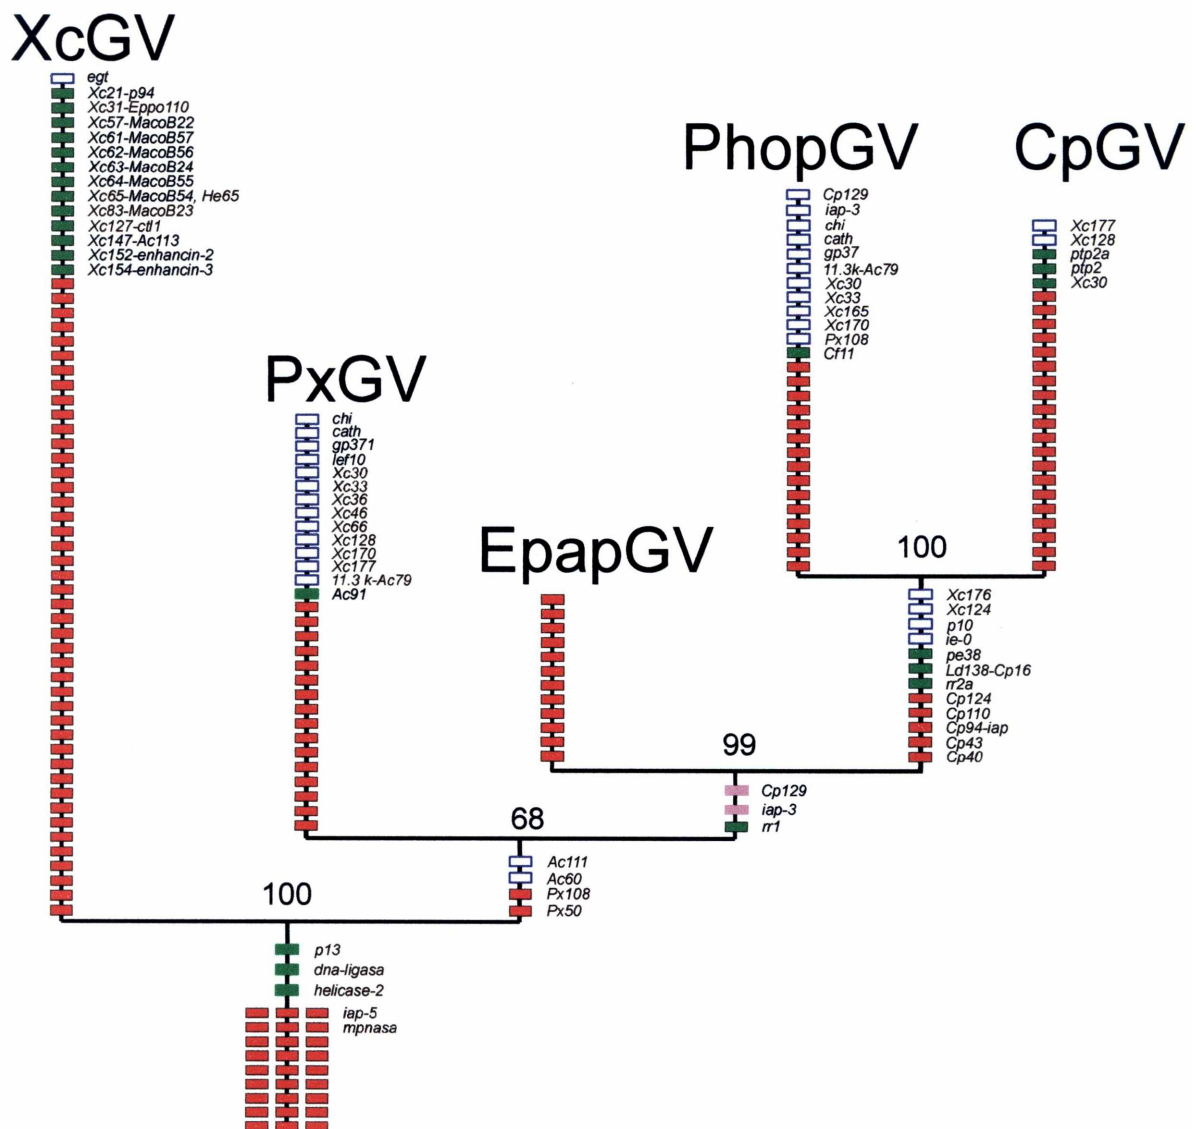 XcGV
egt
Xc21-p94
Xc31-Eppo110
Xc57-MacoB22
Xc61-MacoB57
Xc62-MacoB56
Xc63-MacoB24
Xc64-MacoB55
Xc65-MacoB54, He65
Xc83-MacoB23
Xc127-ctl1
Xc147-Ac113
Xc152-enhancin-2
Xc154-enhancin-3
PxGV
chi
cath
gp371
lef10
Xc30
Xc33
Xc36
Xc46
Xc66
Xc128
Xc170
Xc177
11.3 k-Ac79
Ac91
EpapGV
PhopGV
Cp129
iap-3
chi
cath
gp37
11.3k-Ac79
Xc30
Xc33
Xc165
Xc170
Px108
Cf11
CpGV
Xc177
Xc128
ptp2a
ptp2
Xc30
100
Xc176
Xc124
p10
ie-0
pe38
Ld138-Cp16
rr2a
Cp124
Cp110
Cp94-iap
Cp43
Cp40
99
Cp129
iap-3
rr1
68
Ac111
Ac60
Px108
Px50
100
p13
dna-ligasa
helicase-2
iap-5
mpnasa